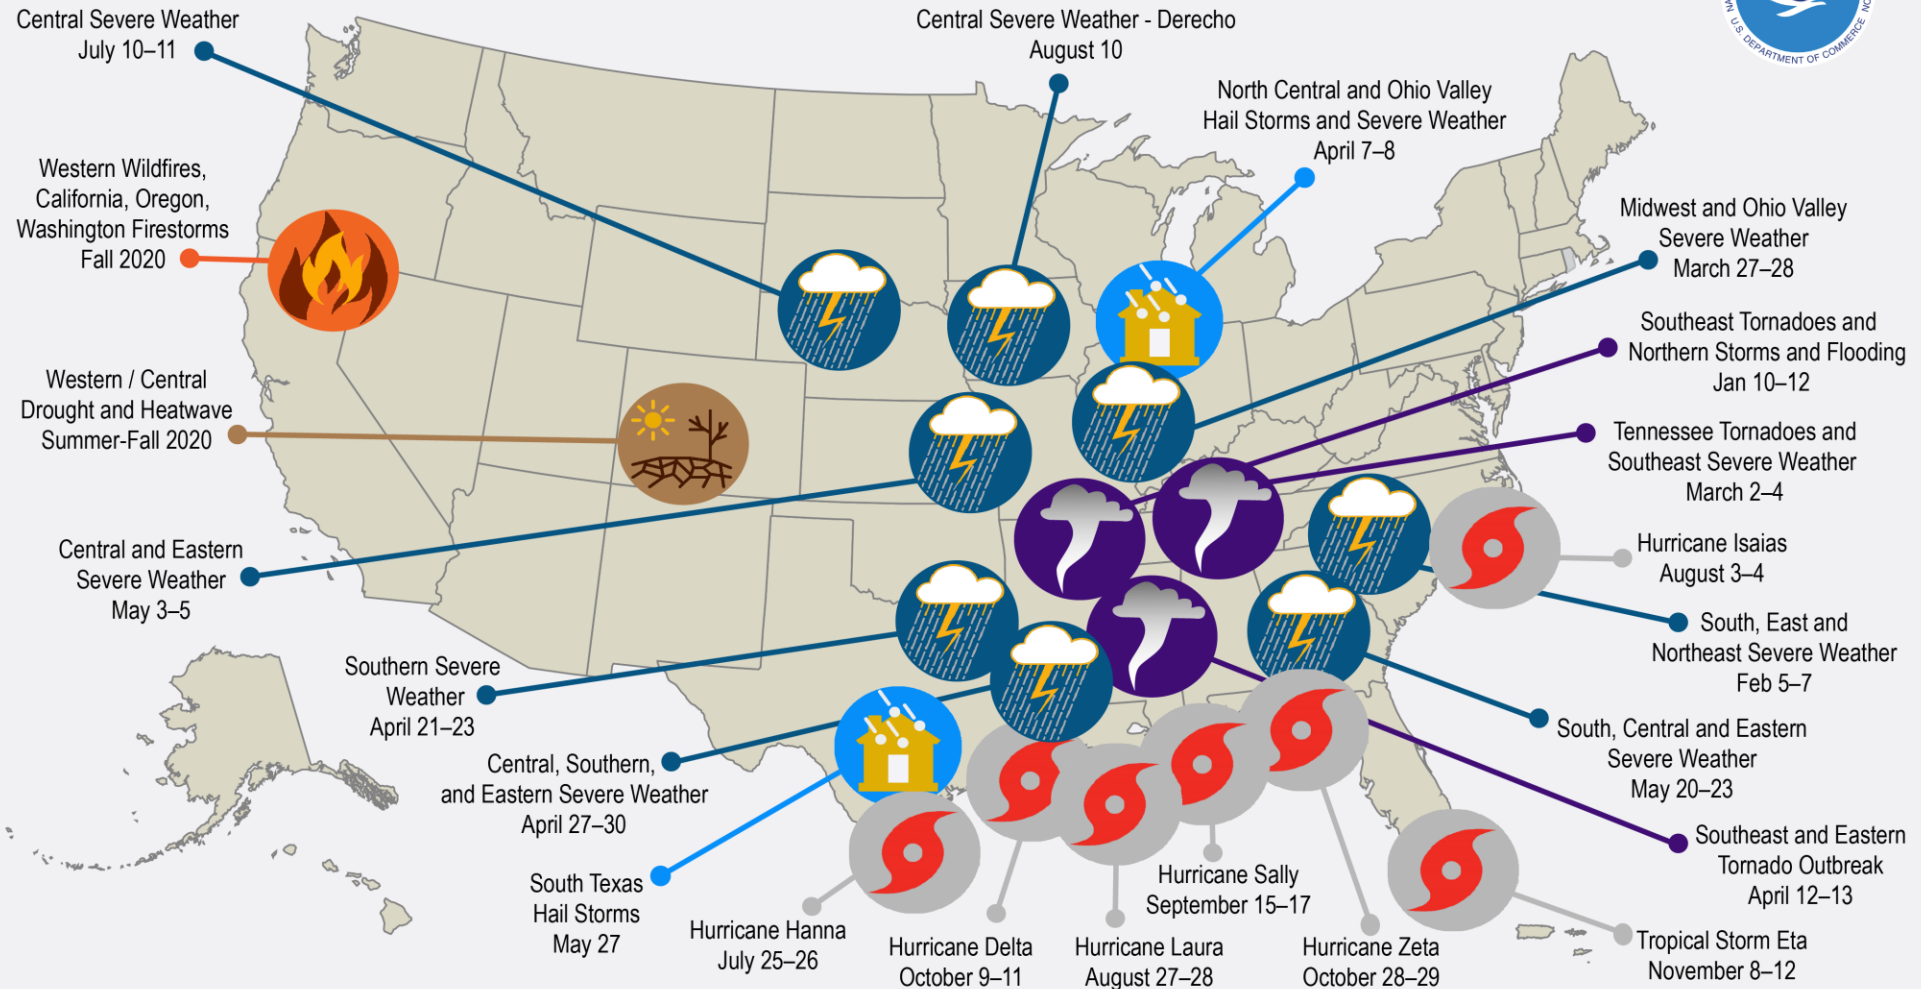 Central Severe Weather
July 10–11
Central Severe Weather - Derecho
August 10
U.S. DEPARTMENT OF COMMERCE
North Central and Ohio Valley
Hail Storms and Severe Weather
April 7–8
Western Wildfires,
California, Oregon,
Washington Firestorms
Fall 2020
Midwest and Ohio Valley
Severe Weather
March 27–28
Southeast Tornadoes and
Northern Storms and Flooding
Jan 10–12
Western / Central
Drought and Heatwave
Summer-Fall 2020
Tennessee Tornadoes and
Southeast Severe Weather
March 2–4
Central and Eastern
Severe Weather
May 3–5
Hurricane Isaias
August 3–4
South, East and
Northeast Severe Weather
Feb 5–7
Southern Severe
Weather
April 21–23
South, Central and Eastern
Severe Weather
May 20–23
Central, Southern,
and Eastern Severe Weather
April 27–30
Southeast and Eastern
Tornado Outbreak
April 12–13
South Texas
Hail Storms
May 27
Hurricane Hanna
July 25–26
Hurricane Delta
October 9–11
Hurricane Laura
August 27–28
Hurricane Sally
September 15–17
Hurricane Zeta
October 28–29
Tropical Storm Eta
November 8–12